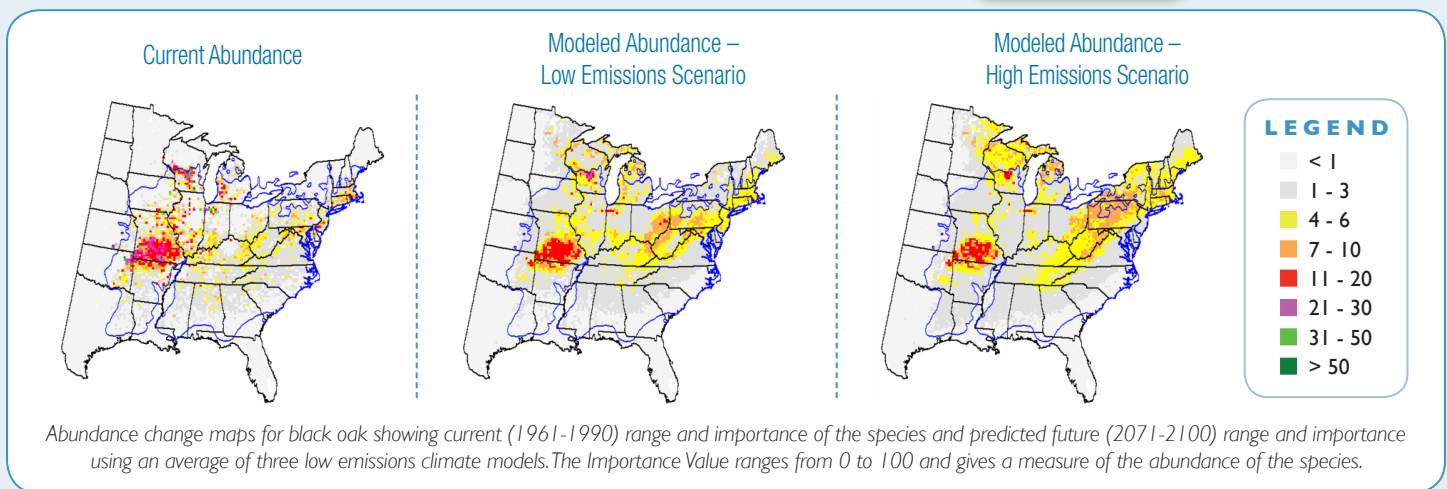 Current Abundance
Modeled Abundance –
Low Emissions Scenario
Modeled Abundance –
High Emissions Scenario
LEGEND
< 1
1 - 3
4 - 6
7 - 10
11 - 20
21 - 30
31 - 50
> 50
Abundance change maps for black oak showing current (1961-1990) range and importance of the species and predicted future (2071-2100) range and importance
using an average of three low emissions climate models. The Importance Value ranges from 0 to 100 and gives a measure of the abundance of the species.